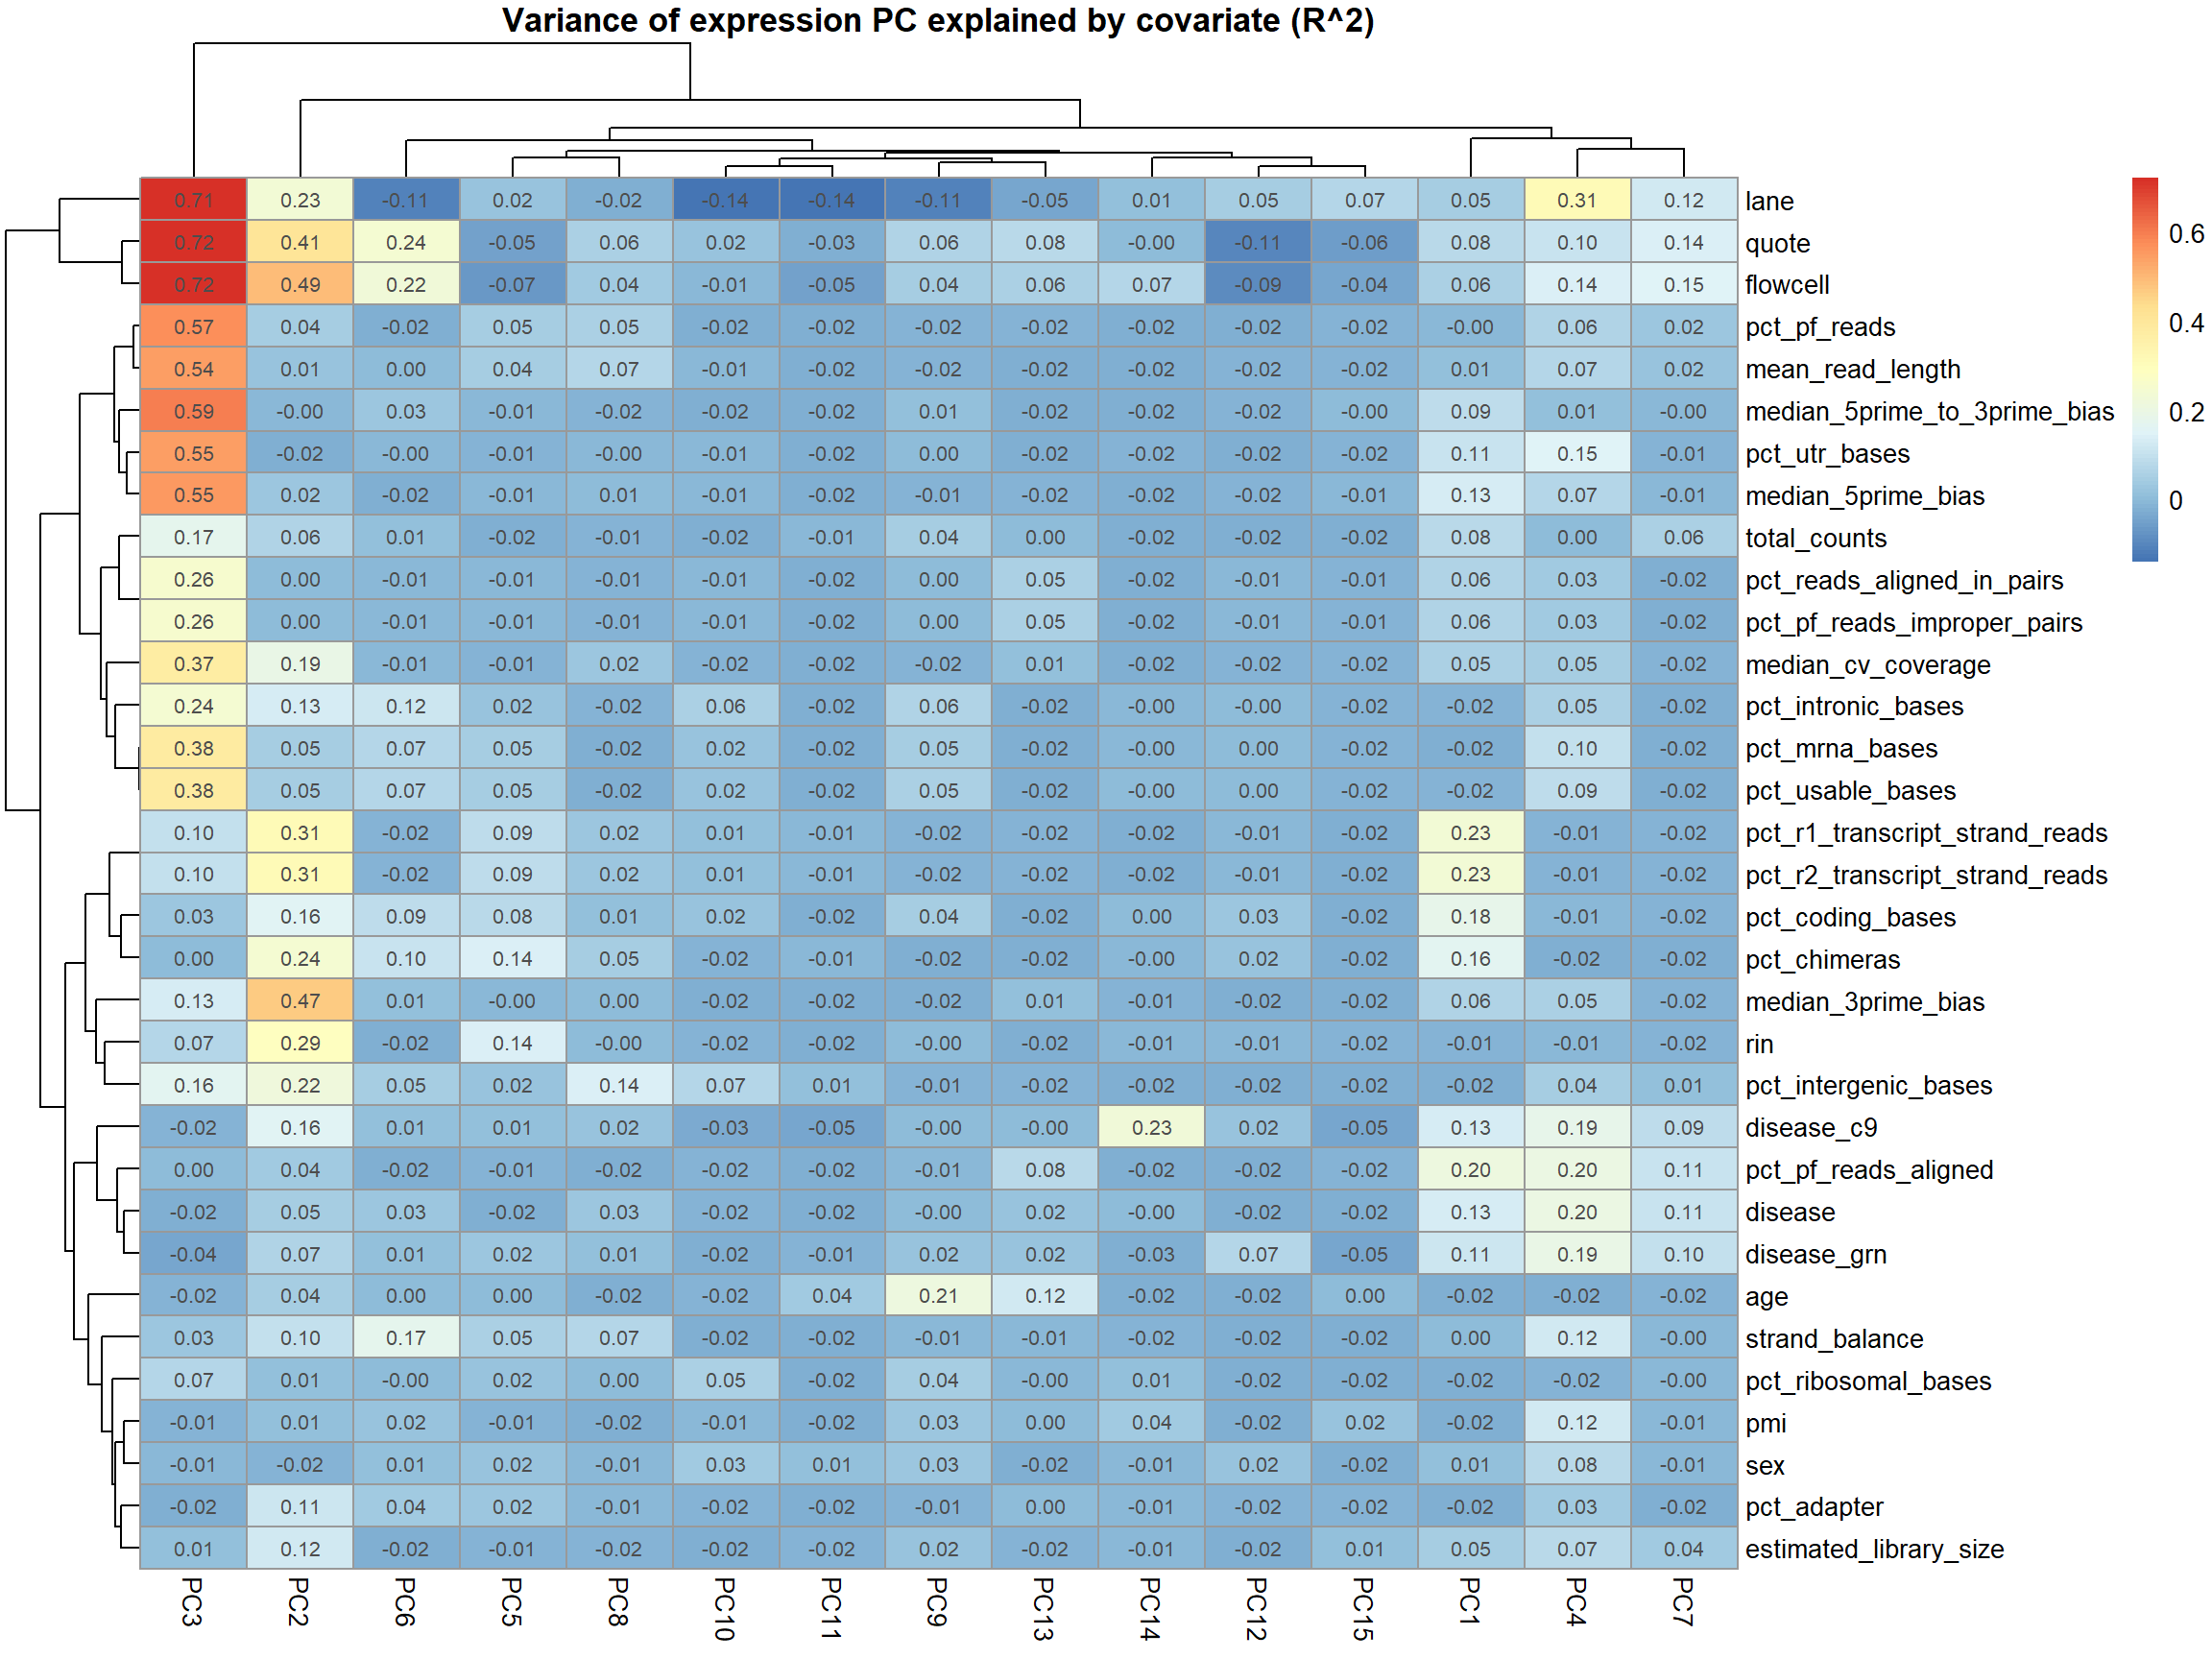 Variance of expression PC explained by covariate (R^2)
0.71 0.23 -0.11 0.02 -0.02 -0.14 -0.14 -0.11 -0.05 0.01 0.05 0.07 0.05 0.31 0.12 lane
0.72 0.41 0.24 -0.05 0.06 0.02 -0.03 0.06 0.08 -0.00 -0.11 -0.06 0.08 0.10 0.14 quote
0.72 0.49 0.22 -0.07 0.04 -0.01 -0.05 0.04 0.06 0.07 -0.09 -0.04 0.06 0.14 0.15 flowcell
0.57 0.04 -0.02 0.05 0.05 -0.02 -0.02 -0.02 -0.02 -0.02 -0.02 -0.02 -0.00 0.06 0.02 pct_pf_reads
0.54 0.01 0.00 0.04 0.07 -0.01 -0.02 -0.02 -0.02 -0.02 -0.02 -0.02 0.01 0.07 0.02 mean_read_length
0.59 -0.00 0.03 -0.01 -0.02 -0.02 -0.02 0.01 -0.02 -0.02 -0.02 -0.00 0.09 0.01 -0.00 median_5prime_to_3prime_bias
0.55 -0.02 -0.00 -0.01 -0.00 -0.01 -0.02 0.00 -0.02 -0.02 -0.02 -0.02 0.11 0.15 -0.01 pct_utr_bases
0.55 0.02 -0.02 -0.01 0.01 -0.01 -0.02 -0.01 -0.02 -0.02 -0.02 -0.01 0.13 0.07 -0.01 median_5prime_bias
0.17 0.06 0.01 -0.02 -0.01 -0.02 -0.01 0.04 0.00 -0.02 -0.02 -0.02 0.08 0.00 0.06 total_counts
0.26 0.00 -0.01 -0.01 -0.01 -0.01 -0.02 0.00 0.05 -0.02 -0.01 -0.01 0.06 0.03 -0.02 pct_reads_aligned_in_pairs
0.26 0.00 -0.01 -0.01 -0.01 -0.01 -0.02 0.00 0.05 -0.02 -0.01 -0.01 0.06 0.03 -0.02 pct_pf_reads_improper_pairs
0.37 0.19 -0.01 -0.01 0.02 -0.02 -0.02 -0.02 0.01 -0.02 -0.02 -0.02 0.05 0.05 -0.02 median_cv_coverage
0.24 0.13 0.12 0.02 -0.02 0.06 -0.02 0.06 -0.02 -0.00 -0.00 -0.02 -0.02 0.05 -0.02 pct_intronic_bases
0.38 0.05 0.07 0.05 -0.02 0.02 -0.02 0.05 -0.02 -0.00 0.00 -0.02 -0.02 0.10 -0.02 pct_mrna_bases
0.38 0.05 0.07 0.05 -0.02 0.02 -0.02 0.05 -0.02 -0.00 0.00 -0.02 -0.02 0.09 -0.02 pct_usable_bases
0.10 0.31 -0.02 0.09 0.02 0.01 -0.01 -0.02 -0.02 -0.02 -0.01 -0.02 0.23 -0.01 -0.02 pct_r1_transcript_strand_reads
0.10 0.31 -0.02 0.09 0.02 0.01 -0.01 -0.02 -0.02 -0.02 -0.01 -0.02 0.23 -0.01 -0.02 pct_r2_transcript_strand_reads
0.03 0.16 0.09 0.08 0.01 0.02 -0.02 0.04 -0.02 0.00 0.03 -0.02 0.18 -0.01 -0.02 pct_coding_bases
0.00 0.24 0.10 0.14 0.05 -0.02 -0.01 -0.02 -0.02 -0.00 0.02 -0.02 0.16 -0.02 -0.02 pct_chimeras
0.13 0.47 0.01 -0.00 0.00 -0.02 -0.02 -0.02 0.01 -0.01 -0.02 -0.02 0.06 0.05 -0.02 median_3prime_bias
0.07 0.29 -0.02 0.14 -0.00 -0.02 -0.02 -0.00 -0.02 -0.01 -0.01 -0.02 -0.01 -0.01 -0.02 rin
0.16 0.22 0.05 0.02 0.14 0.07 0.01 -0.01 -0.02 -0.02 -0.02 -0.02 -0.02 0.04 0.01 pct_intergenic_bases
-0.02 0.16 0.01 0.01 0.02 -0.03 -0.05 -0.00 -0.00 0.23 0.02 -0.05 0.13 0.19 0.09 disease_c9
0.00 0.04 -0.02 -0.01 -0.02 -0.02 -0.02 -0.01 0.08 -0.02 -0.02 -0.02 0.20 0.20 0.11 pct_pf_reads_aligned
-0.02 0.05 0.03 -0.02 0.03 -0.02 -0.02 -0.00 0.02 -0.00 -0.02 -0.02 0.13 0.20 0.11 disease
-0.04 0.07 0.01 0.02 0.01 -0.02 -0.01 0.02 0.02 -0.03 0.07 -0.05 0.11 0.19 0.10 disease_grn
-0.02 0.04 0.00 0.00 -0.02 -0.02 0.04 0.21 0.12 -0.02 -0.02 0.00 -0.02 -0.02 -0.02 age
0.03 0.10 0.17 0.05 0.07 -0.02 -0.02 -0.01 -0.01 -0.02 -0.02 -0.02 0.00 0.12 -0.00 strand_balance
0.07 0.01 -0.00 0.02 0.00 0.05 -0.02 0.04 -0.00 0.01 -0.02 -0.02 -0.02 -0.02 -0.00 pct_ribosomal_bases
-0.01 0.01 0.02 -0.01 -0.02 -0.01 -0.02 0.03 0.00 0.04 -0.02 0.02 -0.02 0.12 -0.01 pmi
-0.01 -0.02 0.01 0.02 -0.01 0.03 0.01 0.03 -0.02 -0.01 0.02 -0.02 0.01 0.08 -0.01 sex
-0.02 0.11 0.04 0.02 -0.01 -0.02 -0.02 -0.01 0.00 -0.01 -0.02 -0.02 -0.02 0.03 -0.02 pct_adapter
0.01 0.12 -0.02 -0.01 -0.02 -0.02 -0.02 0.02 -0.02 -0.01 -0.02 0.01 0.05 0.07 0.04 estimated_library_size
PC3 PC2 PC6 PC5 PC8 PC10 PC11 PC9 PC13 PC14 PC12 PC15 PC1 PC4 PC7
0.6
0.4
0.2
0